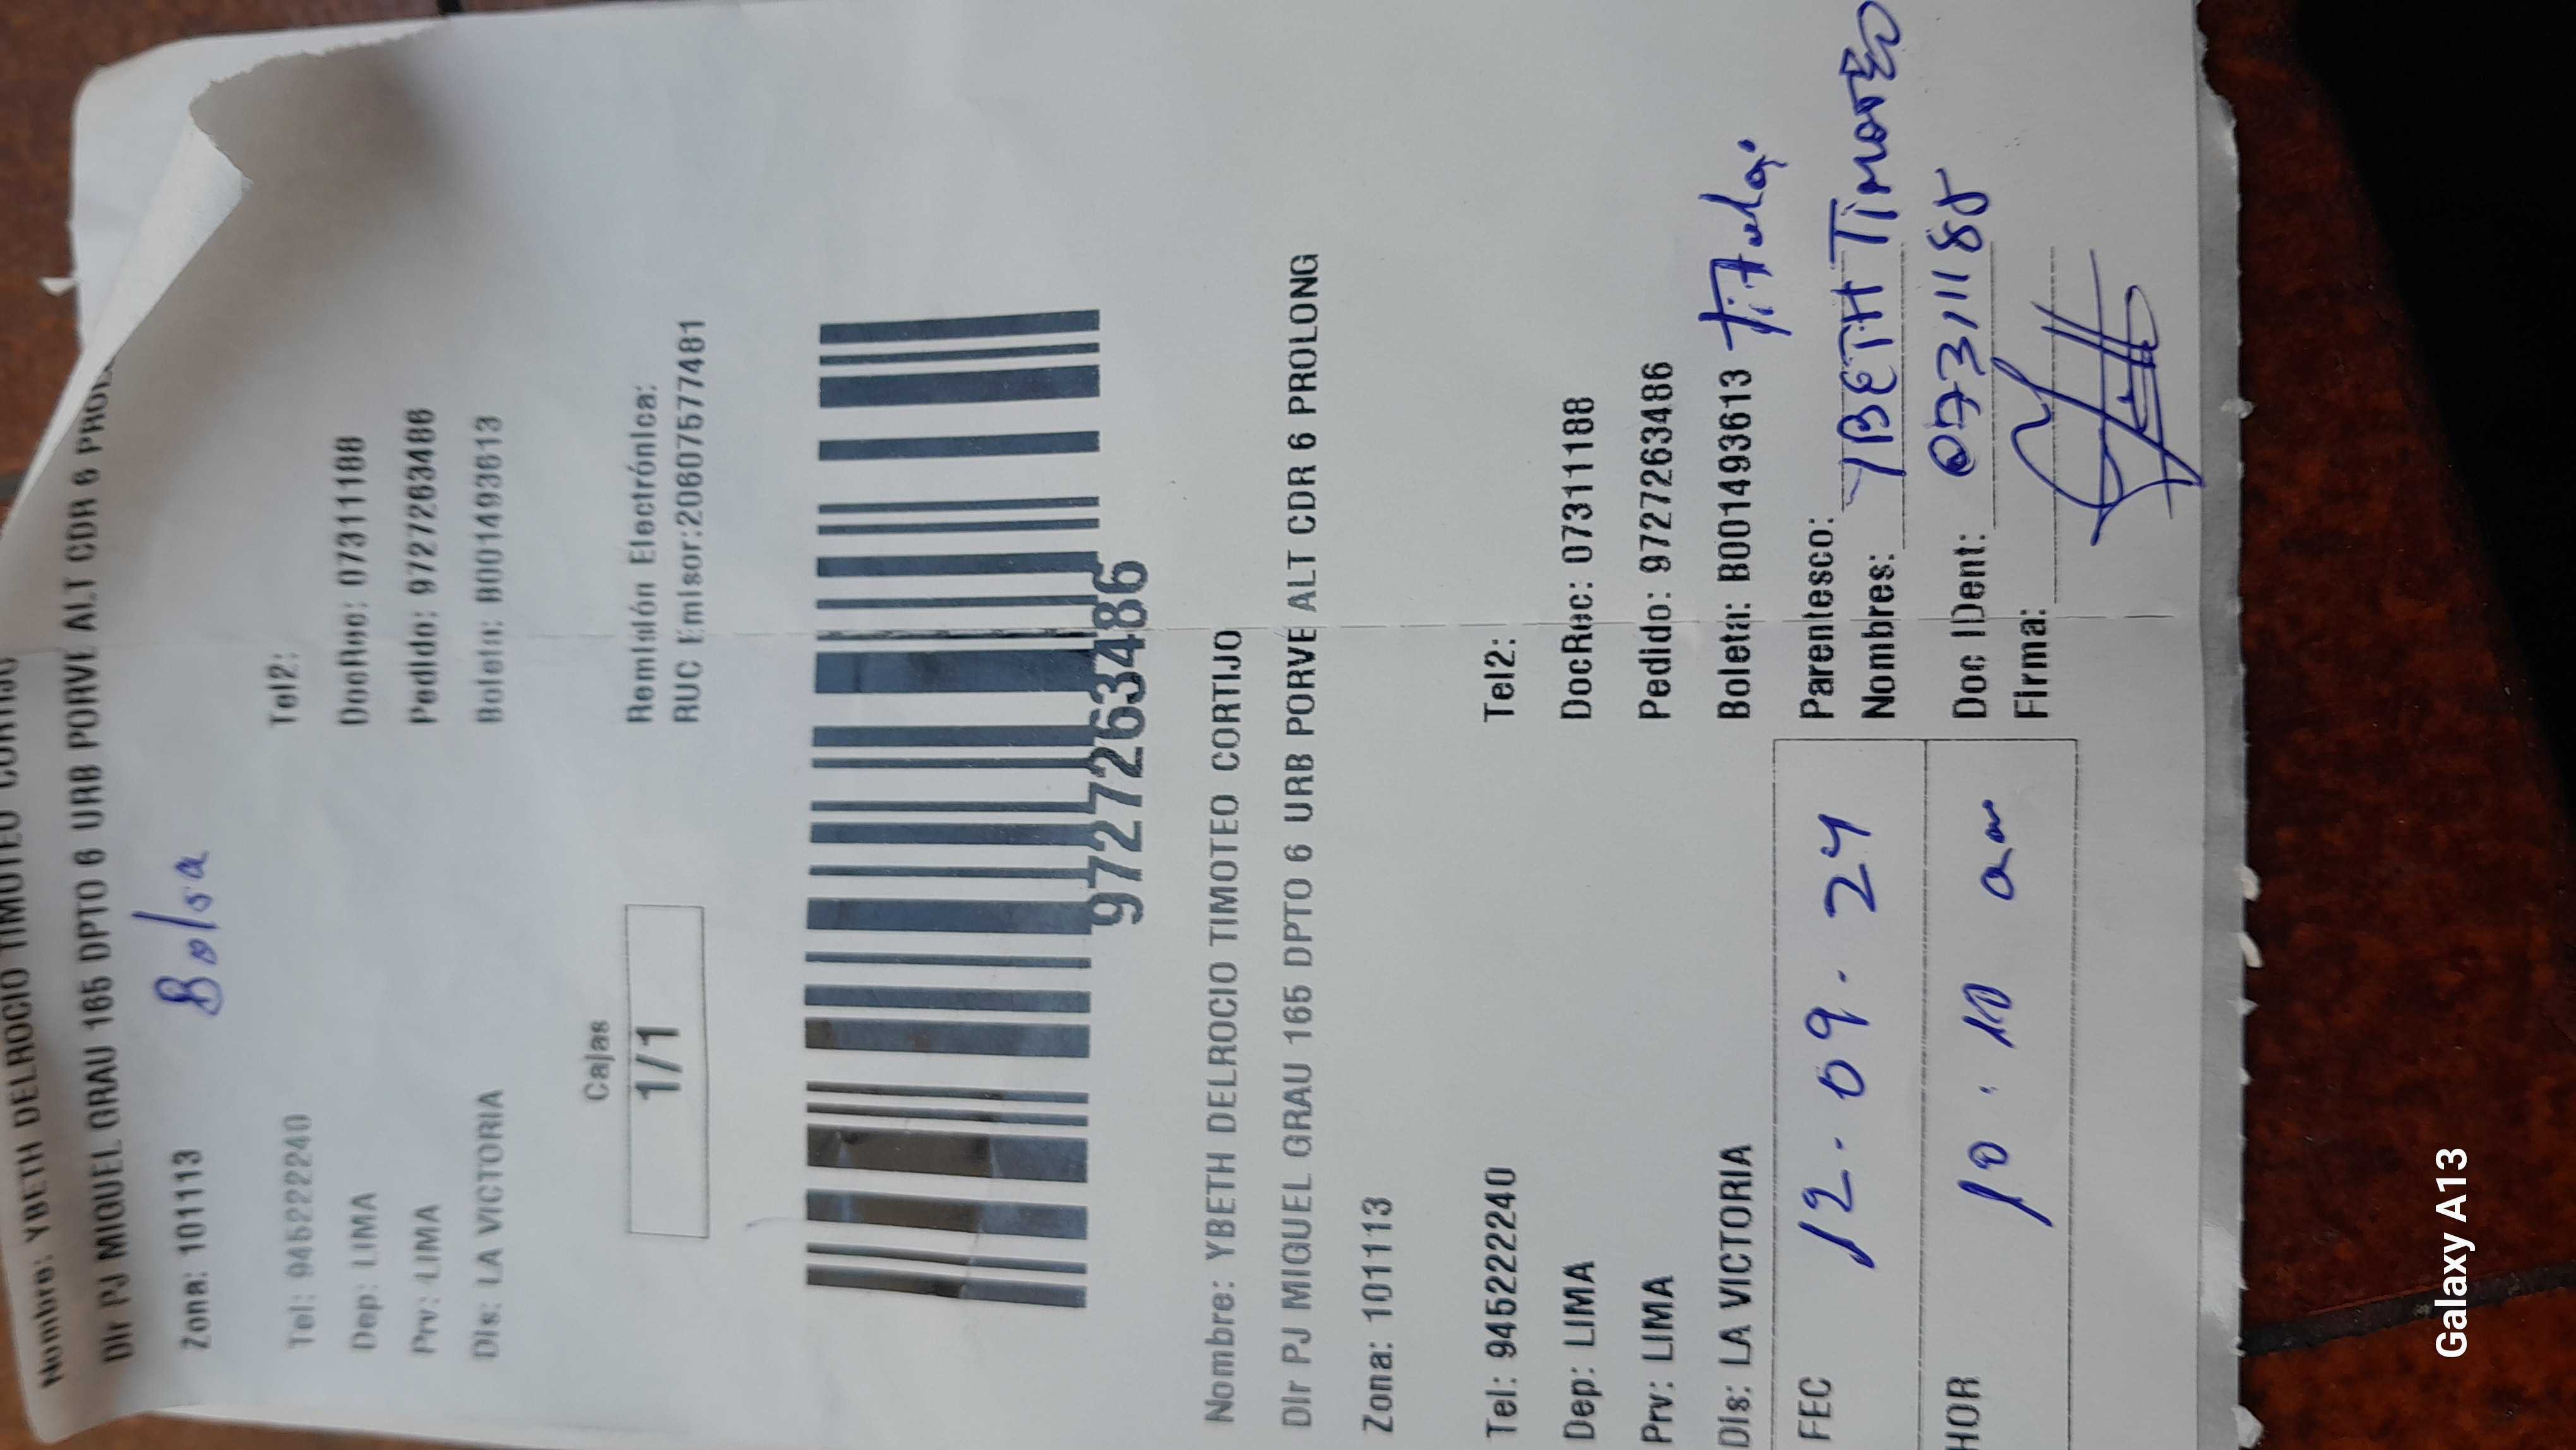 Nombre: YBETH DELROCIO TIMOTEO CORTIJO
Dir PJ MIGUEL GRAU 165 DPTO 6 URB PORVE ALT CDR 6
Zona: 101113 Bolsa
Tel: 945222240 Tel2:
Dep: LIMA DocRec: 07311188
Prv: LIMA Pedido: 9727263486
Dis: LA VICTORIA Boleta: B001493613
Cajas
1/1
Remisión Electrónica:
RUC Emisor:20607577481
9727263486
Nombre: YBETH DELROCIO TIMOTEO CORTIJO
Dir PJ MIGUEL GRAU 165 DPTO 6 URB PORVE ALT CDR 6 PROLONG
Zona: 101113
Tel: 945222240 Tel2:
Dep: LIMA DocRec: 07311188
Prv: LIMA Pedido: 9727263486
Dis: LA VICTORIA Boleta: B001493613
FEC 12.09.24
HOR 10.10 am
Parentesco: Titular
Nombres: YBETH TIMOTEO
Doc IDent: 07311188
Firma:
Galaxy A13